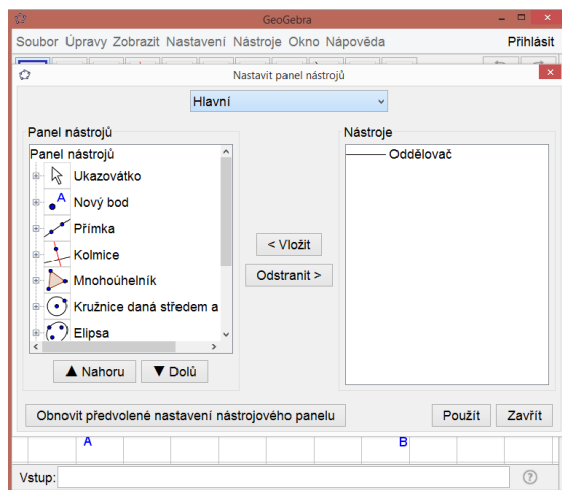 GeoGebra
Soubor Úpravy Zobrazit Nastavení Nástroje Okno Nápověda Přihlásit
Nastavit panel nástrojů
Hlavní
Panel nástrojů
Panel nástrojů
Ukazovátko
A Nový bod
Přímka
Kolmice
Mnohoúhelník
Kružnice daná středem a
Elipsa
▲ Nahoru ▼ Dolů
< Vložit
Odstranit >
Nástroje
Oddělovač
Obnovit předvolené nastavení nástrojového panelu Použít Zavřít
A B
Vstup: ?